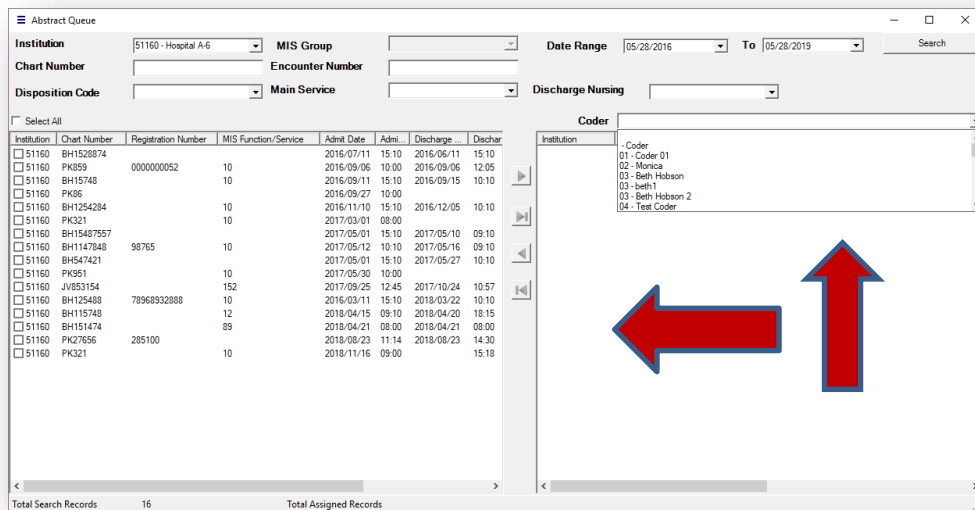 Abstract Queue
Institution 51160 - Hospital A-6 MIS Group Date Range 05/28/2016 To 05/28/2019 Search
Chart Number Encounter Number
Disposition Code Main Service Discharge Nursing
Select All Coder
Institution Chart Number Registration Number MIS Function/Service Admit Date Admi... Discharge ... Dischar Institution
- Coder
01 - Coder 01
02 - Monica
03 - Beth Hobson
03 - beth1
03 - Beth Hobson 2
04 - Test Coder
51160 BH1528874 2016/07/11 15:10 2016/06/11 15:10
51160 PK859 0000000052 10 2016/09/06 10:00 2016/09/06 12:05
51160 BH15748 10 2016/09/11 15:10 2016/09/15 10:10
51160 PK86 2016/09/27 10:00
51160 BH1254284 10 2016/11/10 15:10 2016/12/05 10:10
51160 PK321 10 2017/03/01 08:00
51160 BH15487557 2017/05/01 15:10 2017/05/10 09:10
51160 BH1147848 98765 10 2017/05/12 10:10 2017/05/16 09:10
51160 BH547421 2017/05/01 15:10 2017/05/27 10:10
51160 PK951 10 2017/05/30 10:00
51160 JV853154 152 2017/09/25 12:45 2017/10/24 10:57
51160 BH125488 78968932888 10 2016/03/11 15:10 2018/03/22 10:10
51160 BH115748 12 2018/04/15 09:10 2018/04/20 18:15
51160 BH151474 89 2018/04/21 08:00 2018/04/21 08:00
51160 PK27656 285100 2018/08/23 11:14 2018/08/23 14:30
51160 PK321 10 2018/11/16 09:00 15:18
Total Search Records 16 Total Assigned Records